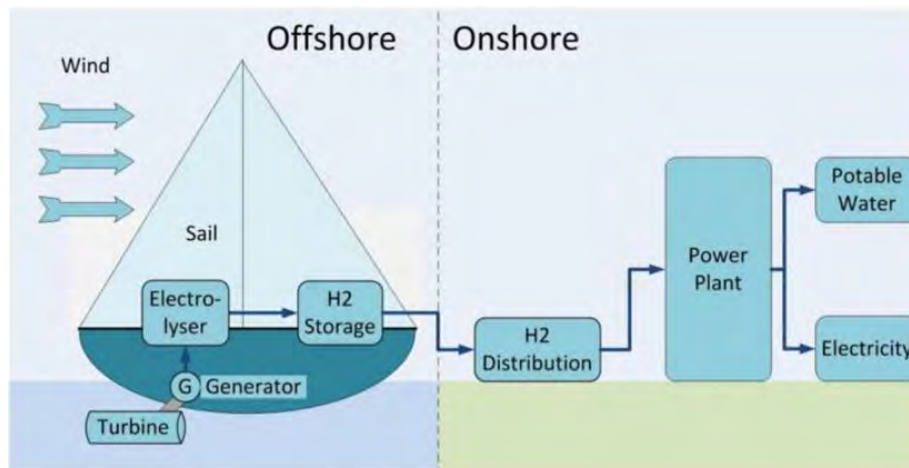 Offshore
Onshore
Wind
Sail
Electro-
lyser
H2
Storage
G
Generator
Turbine
H2
Distribution
Power
Plant
Potable
Water
Electricity